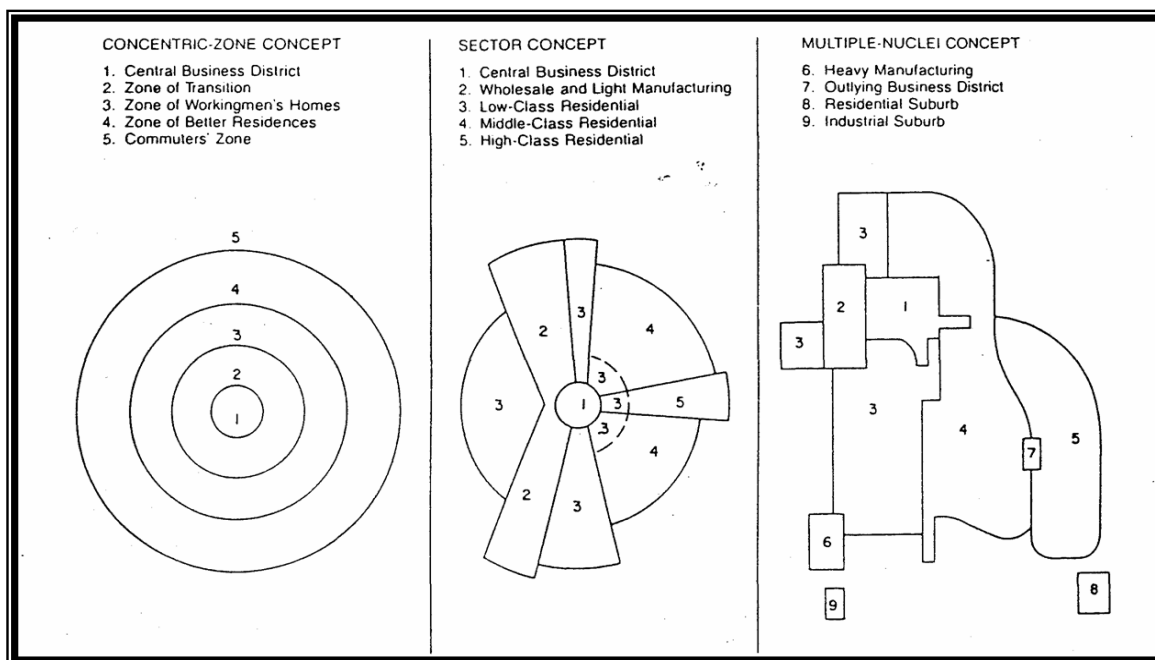 CONCENTRIC-ZONE CONCEPT
1. Central Business District
2. Zone of Transition
3. Zone of Workingmen's Homes
4. Zone of Better Residences
5. Commuters' Zone
5
4
3
2
1
SECTOR CONCEPT
1. Central Business District
2. Wholesale and Light Manufacturing
3. Low-Class Residential
4. Middle-Class Residential
5. High-Class Residential
3
2
4
3
3
1
3
5
3
4
2
3
MULTIPLE-NUCLEI CONCEPT
6. Heavy Manufacturing
7. Outlying Business District
8. Residential Suburb
9. Industrial Suburb
3
2
1
3
3
4
5
7
6
8
9